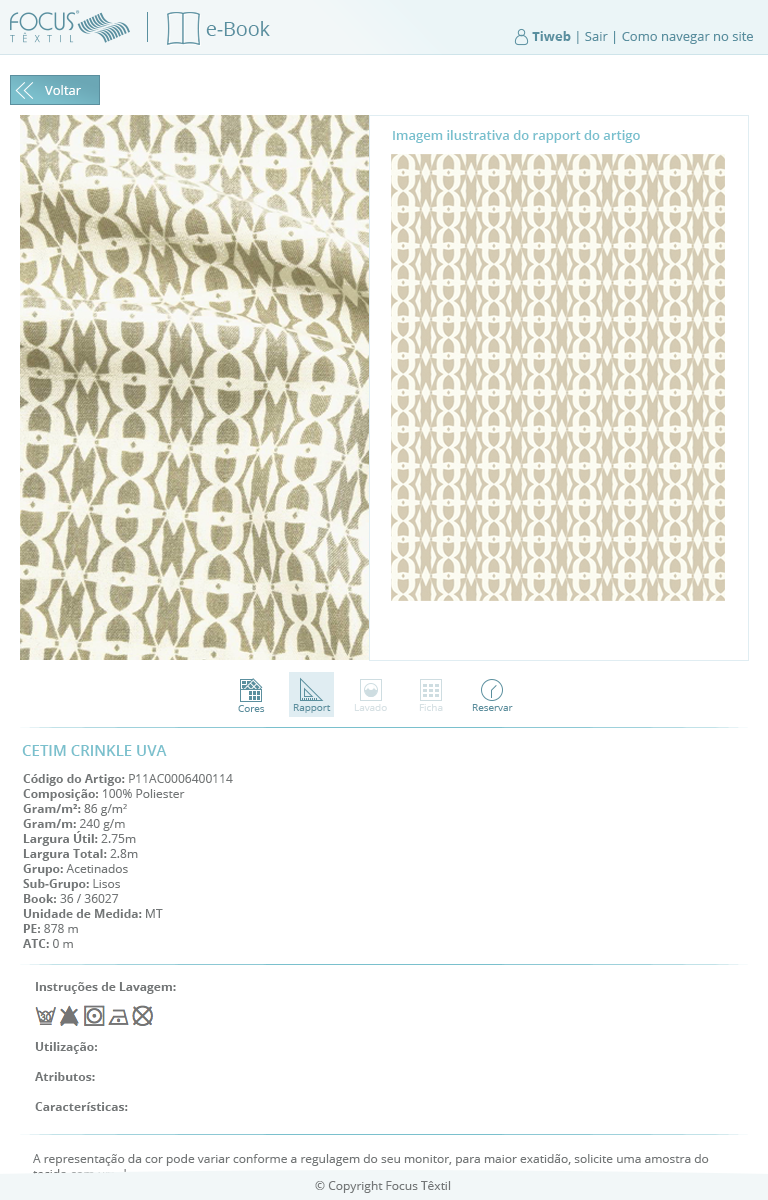 FOCUS®
TÊXTIL
e-Book
Tiweb | Sair | Como navegar no site
Voltar
Imagem ilustrativa do rapport do artigo
Cores
Rapport
Lavado
Ficha
Reservar
CETIM CRINKLE UVA
Código do Artigo: P11AC0006400114
Composição: 100% Poliester
Gram/m²: 86 g/m²
Gram/m: 240 g/m
Largura Útil: 2.75m
Largura Total: 2.8m
Grupo: Acetinados
Sub-Grupo: Lisos
Book: 36 / 36027
Unidade de Medida: MT
PE: 878 m
ATC: 0 m
Instruções de Lavagem:
30
Utilização:
Atributos:
Características:
A representação da cor pode variar conforme a regulagem do seu monitor, para maior exatidão, solicite uma amostra do
© Copyright Focus Têxtil